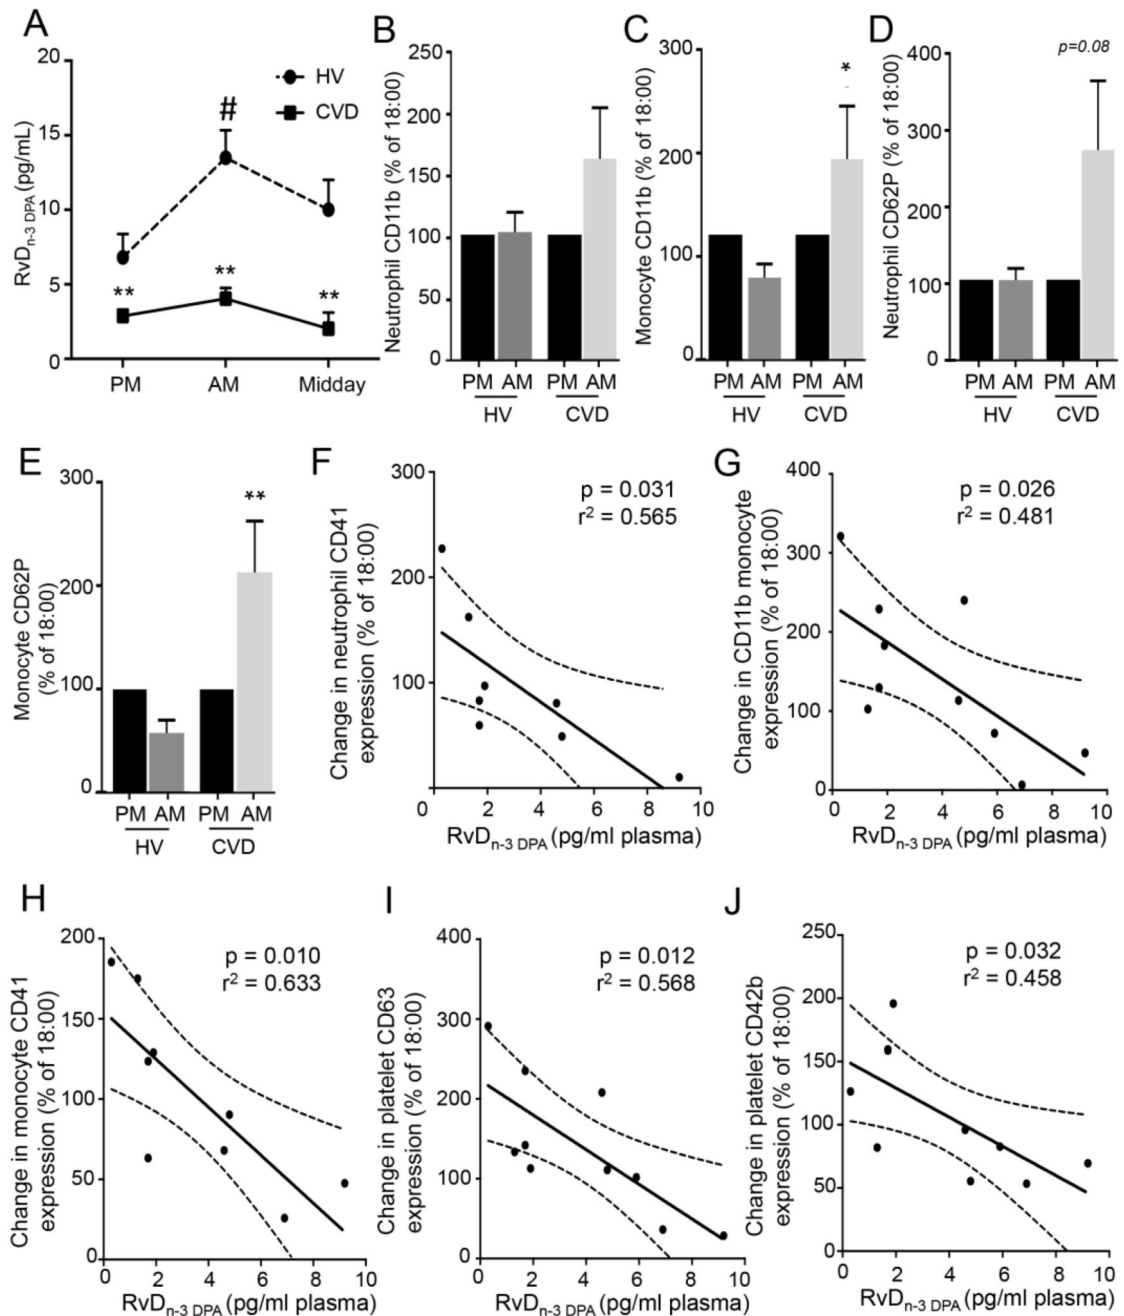 A
RvDn-3 DPA (pg/mL)
20
15
10
5
0
HV
CVD
#
**
**
**
PM AM Midday
B
Neutrophil CD11b (% of 18:00)
250
200
150
100
50
0
PM AM PM AM
HV CVD
C
Monocyte CD11b (% of 18:00)
300
200
100
0
*
PM AM PM AM
HV CVD
D
Neutrophil CD62P (% of 18:00)
400
300
200
100
0
p=0.08
PM AM PM AM
HV CVD
E
Monocyte CD62P
(% of 18:00)
300
200
100
0
**
PM AM PM AM
HV CVD
F
Change in neutrophil CD41
expression (% of 18:00)
300
200
100
p = 0.031
r2 = 0.565
0 2 4 6 8 10
RvDn-3 DPA (pg/ml plasma)
G
Change in CD11b monocyte
expression (% of 18:00)
400
300
200
100
0
p = 0.026
r2 = 0.481
0 2 4 6 8 10
RvDn-3 DPA (pg/ml plasma)
H
Change in monocyte CD41
expression (% of 18:00)
200
150
100
50
0
p = 0.010
r2 = 0.633
0 2 4 6 8 10
RvDn-3 DPA (pg/ml plasma)
I
Change in platelet CD63
expression (% of 18:00)
400
300
200
100
0
p = 0.012
r2 = 0.568
0 2 4 6 8 10
RvDn-3 DPA (pg/ml plasma)
J
Change in platelet CD42b
expression (% of 18:00)
250
200
150
100
50
0
p = 0.032
r2 = 0.458
0 2 4 6 8 10
RvDn-3 DPA (pg/ml plasma)